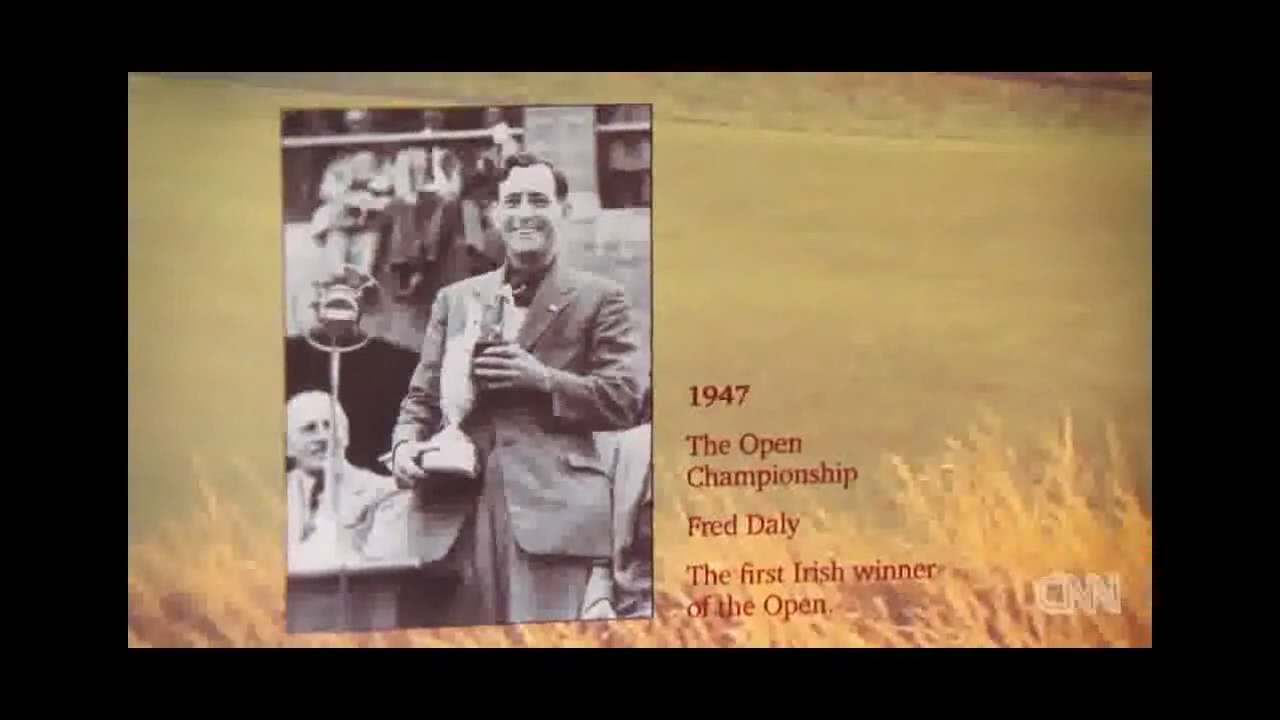 1947
The Open
Championship
Fred Daly
The first Irish winner
of the Open.
CNN